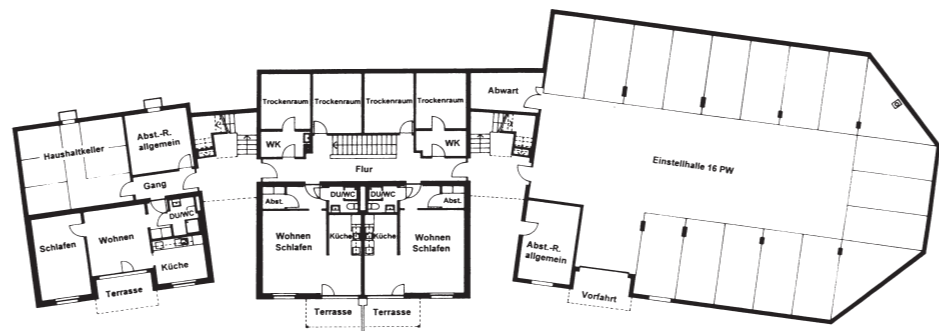 Haushaltkeller
Abst.-R.
allgemein
Gang
DU/WC
Schlafen
Wohnen
Küche
Terrasse
Trockenraum
Trockenraum
Trockenraum
Trockenraum
WK
WK
Flur
Abst.
DU/WC
DU/WC
Abst.
Wohnen
Schlafen
Küche
Küche
Wohnen
Schlafen
Terrasse
Terrasse
Abwart
Einstellhalle 16 PW
Abst.-R.
allgemein
Vorfahrt